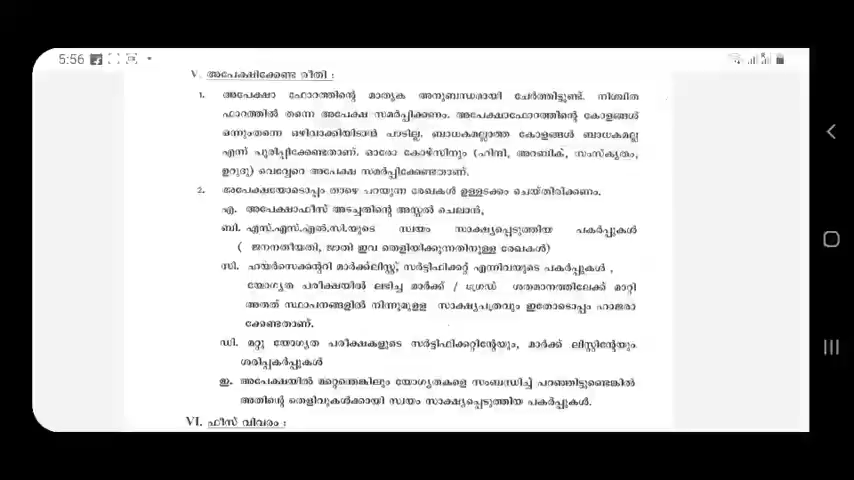 5:56
V. അപേക്ഷിക്കേണ്ട രീതി :
1. അപേക്ഷാ ഫോറത്തിന്റെ മാതൃക അനുബന്ധമായി ചേർത്തിട്ടുണ്ട്. നിശ്ചിത
ഫാറത്തിൽ തന്നെ അപേക്ഷ സമർപ്പിക്കണം. അപേക്ഷാഫോറത്തിന്റെ കോളങ്ങൾ
ഒന്നുംതന്നെ ഒഴിവാക്കിയിടാൻ പാടില്ല. ബാധകമല്ലാത്ത കോളങ്ങൾ ബാധകമല്ല
എന്ന് പൂരിപ്പിക്കേണ്ടതാണ്. ഓരോ കോഴ്സിനും (ഹിന്ദി, അറബിക്, സംസ്കൃതം,
ഉറുദു) വെവ്വേറെ അപേക്ഷ സമർപ്പിക്കേണ്ടതാണ്.
2. അപേക്ഷയോടൊപ്പം താഴെ പറയുന്ന രേഖകൾ ഉള്ളടക്കം ചെയ്തിരിക്കണം.
എ. അപേക്ഷാഫീസ് അടച്ചതിന്റെ അസ്സൽ ചെലാൻ,
ബി. എസ്.എസ്.എൽ.സി.യുടെ സ്വയം സാക്ഷ്യപ്പെടുത്തിയ പകർപ്പുകൾ
( ജനനതീയതി, ജാതി ഇവ തെളിയിക്കുന്നതിനുള്ള രേഖകൾ)
സി. ഹയർസെക്കന്ററി മാർക്ക്‌ലിസ്റ്റ്, സർട്ടിഫിക്കറ്റ് എന്നിവയുടെ പകർപ്പുകൾ ,
യോഗ്യത പരീക്ഷയിൽ ലഭിച്ച മാർക്ക് / ഗ്രേഡ് ശതമാനത്തിലേക്ക് മാറ്റി
അതത് സ്ഥാപനങ്ങളിൽ നിന്നുമുളള സാക്ഷ്യപത്രവും ഇതോടൊപ്പം ഹാജരാ
ക്കേണ്ടതാണ്.
ഡി. മറ്റു യോഗ്യത പരീക്ഷകളുടെ സർട്ടിഫിക്കറ്റിന്റേയും, മാർക്ക് ലിസ്റ്റിന്റേയും
ശരിപ്പകർപ്പുകൾ
ഇ. അപേക്ഷയിൽ മറ്റെന്തെങ്കിലും യോഗ്യതകളെ സംബന്ധിച്ച് പറഞ്ഞിട്ടുണ്ടെങ്കിൽ
അതിന്റെ തെളിവുകൾക്കായി സ്വയം സാക്ഷ്യപ്പെടുത്തിയ പകർപ്പുകൾ.
VI. ഫീസ് വിവരം :